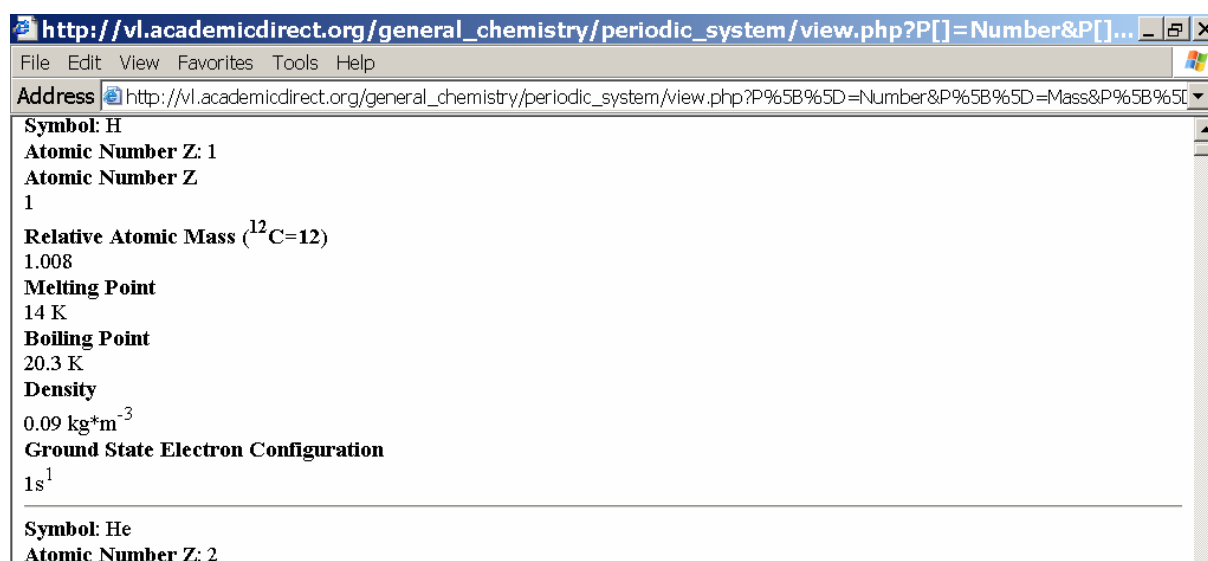 http://vl.academicdirect.org/general_chemistry/periodic_system/view.php?P[]=Number&P[]...
File Edit View Favorites Tools Help
Address http://vl.academicdirect.org/general_chemistry/periodic_system/view.php?P%5B%5D=Number&P%5B%5D=Mass&P%5B%5D
Symbol: H
Atomic Number Z: 1
Atomic Number Z
1
Relative Atomic Mass (¹²C=12)
1.008
Melting Point
14 K
Boiling Point
20.3 K
Density
0.09 kg*m⁻³
Ground State Electron Configuration
1s¹
Symbol: He
Atomic Number Z: 2